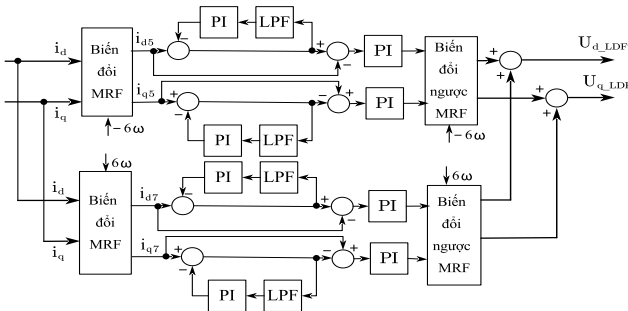 PI
LPF
i_d
i_d5
Biến
đổi
MRF
PI
Biến
đổi
ngược
MRF
U_d_LDF
i_q
i_q5
PI
U_q_LDF
−6ω
PI
LPF
−6ω
6ω
PI
LPF
6ω
i_d
i_d7
Biến
đổi
MRF
PI
Biến
đổi
ngược
MRF
i_q
i_q7
PI
PI
LPF